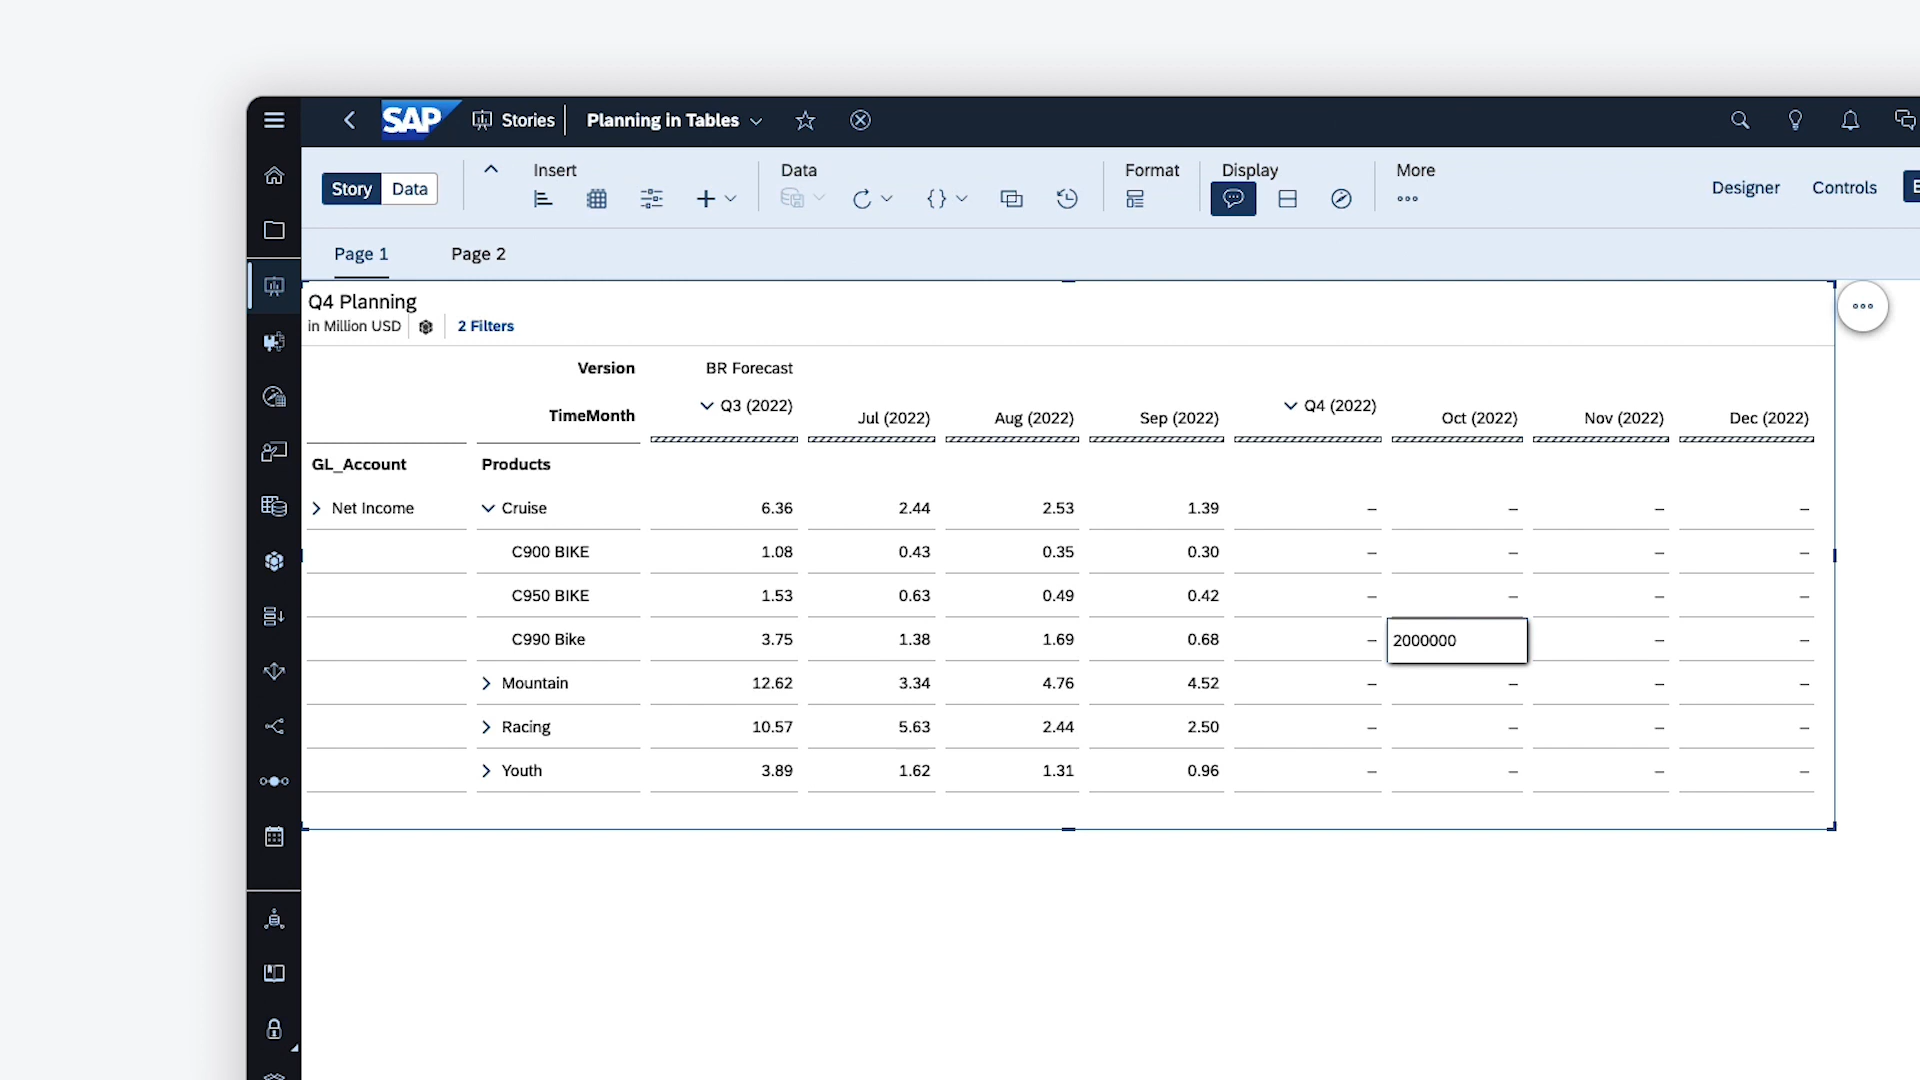 SAP Stories Planning in Tables
Insert Data Format Display More
Story Data Designer Controls
Page 1 Page 2
Q4 Planning
in Million USD 2 Filters
Version BR Forecast
TimeMonth Q3 (2022) Jul (2022) Aug (2022) Sep (2022) Q4 (2022) Oct (2022) Nov (2022) Dec (2022)
GL_Account Products
Net Income Cruise 6.36 2.44 2.53 1.39 – – – –
C900 BIKE 1.08 0.43 0.35 0.30 – – – –
C950 BIKE 1.53 0.63 0.49 0.42 – – – –
C990 Bike 3.75 1.38 1.69 0.68 – 2000000 – –
Mountain 12.62 3.34 4.76 4.52 – – – –
Racing 10.57 5.63 2.44 2.50 – – – –
Youth 3.89 1.62 1.31 0.96 – – – –